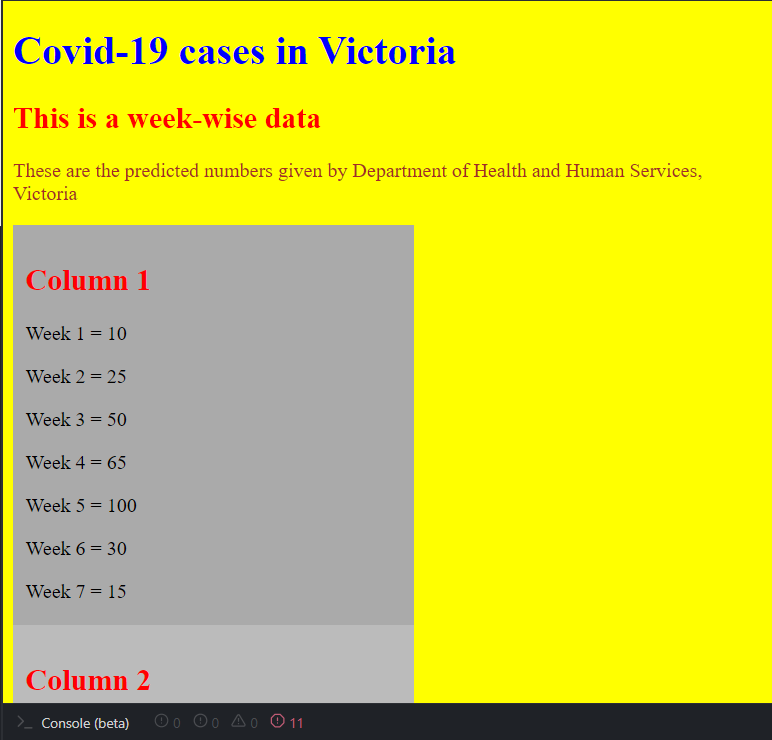 Covid-19 cases in Victoria
This is a week-wise data
These are the predicted numbers given by Department of Health and Human Services,
Victoria
Column 1
Week 1 = 10
Week 2 = 25
Week 3 = 50
Week 4 = 65
Week 5 = 100
Week 6 = 30
Week 7 = 15
Column 2
Console (beta) 0 0 0 11